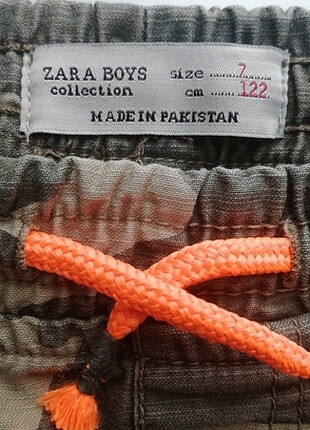 ZARA BOYS size ........7........
collection cm ........122
MADE IN PAKISTAN